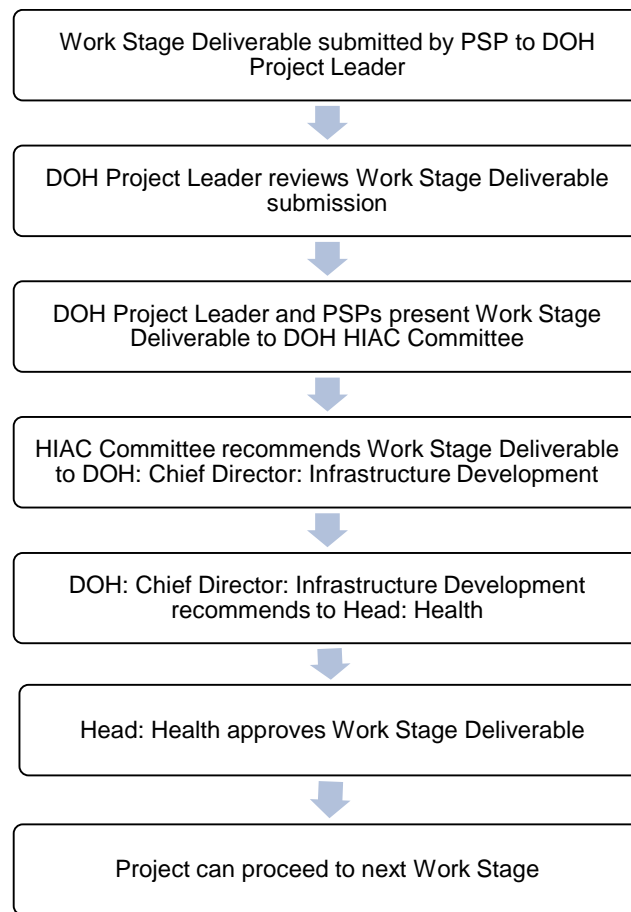 Work Stage Deliverable submitted by PSP to DOH
Project Leader
DOH Project Leader reviews Work Stage Deliverable
submission
DOH Project Leader and PSPs present Work Stage
Deliverable to DOH HIAC Committee
HIAC Committee recommends Work Stage Deliverable
to DOH: Chief Director: Infrastructure Development
DOH: Chief Director: Infrastructure Development
recommends to Head: Health
Head: Health approves Work Stage Deliverable
Project can proceed to next Work Stage